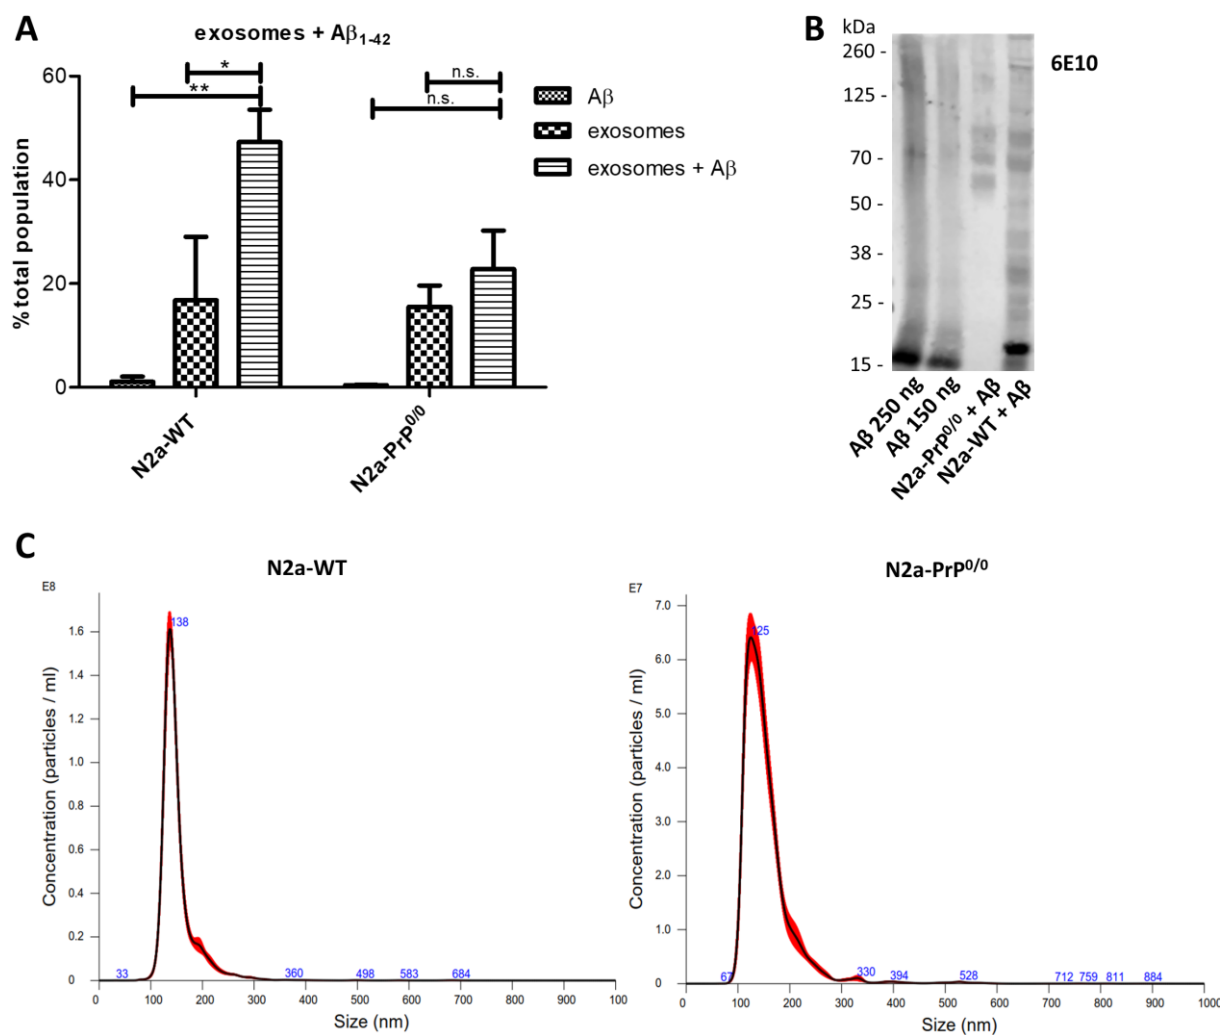 A
exosomes + Aβ1-42
*
**
n.s.
n.s.
60
40
20
0
% total population
Aβ
exosomes
exosomes + Aβ
N2a-WT
N2a-PrP0/0
B
kDa
260 -
125 -
70 -
50 -
38 -
25 -
15 -
6E10
Aβ 250 ng
Aβ 150 ng
N2a-PrP0/0 + Aβ
N2a-WT + Aβ
C
N2a-WT
E8
1.6
1.4
1.2
1.0
0.8
0.6
0.4
0.2
0
Concentration (particles / ml)
138
33 360 498 583 684
0 100 200 300 400 500 600 700 800 900 100
Size (nm)
N2a-PrP0/0
E7
7.0
6.0
5.0
4.0
3.0
2.0
1.0
0
Concentration (particles / ml)
125
67 330 394 528 712 759 811 884
0 100 200 300 400 500 600 700 800 900 1000
Size (nm)